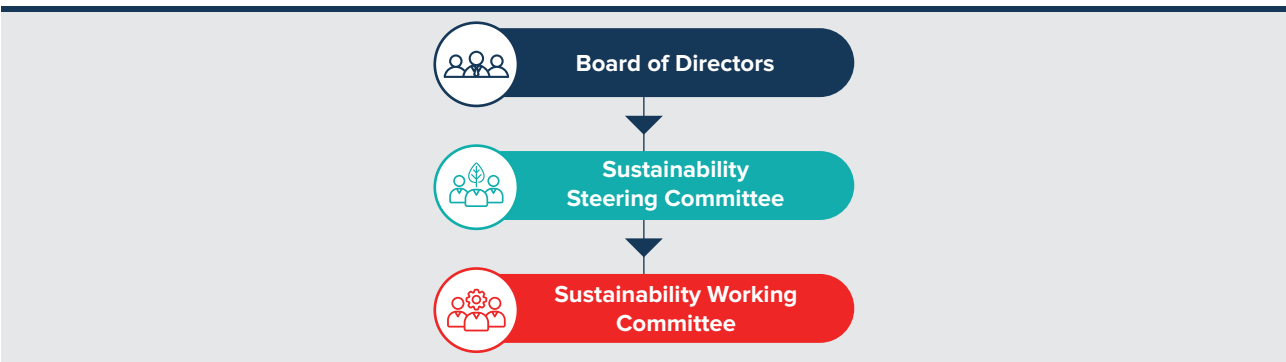 Board of Directors
Sustainability
Steering Committee
Sustainability Working
Committee